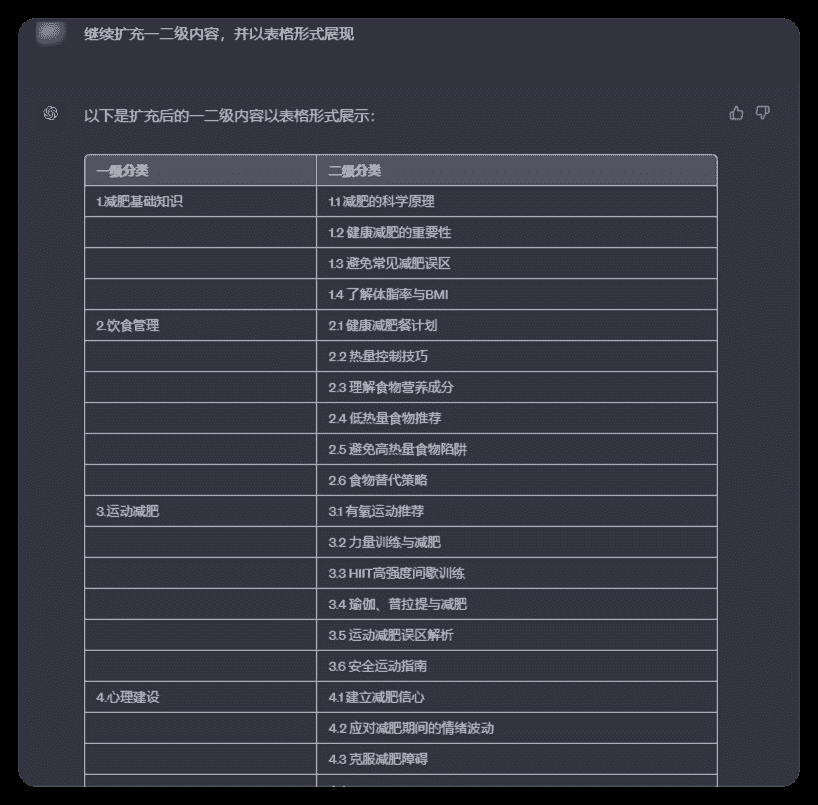 继续扩充一二级内容，并以表格形式展现
以下是扩充后的一二级内容以表格形式展示：
一级分类 二级分类
1.减肥基础知识 1.1 减肥的科学原理
1.2 健康减肥的重要性
1.3 避免常见减肥误区
1.4 了解体脂率与BMI
2.饮食管理 2.1 健康减肥餐计划
2.2 热量控制技巧
2.3 理解食物营养成分
2.4 低热量食物推荐
2.5 避免高热量食物陷阱
2.6 食物替代策略
3.运动减肥 3.1 有氧运动推荐
3.2 力量训练与减肥
3.3 HIIT高强度间歇训练
3.4 瑜伽、普拉提与减肥
3.5 运动减肥误区解析
3.6 安全运动指南
4.心理建设 4.1 建立减肥信心
4.2 应对减肥期间的情绪波动
4.3 克服减肥障碍